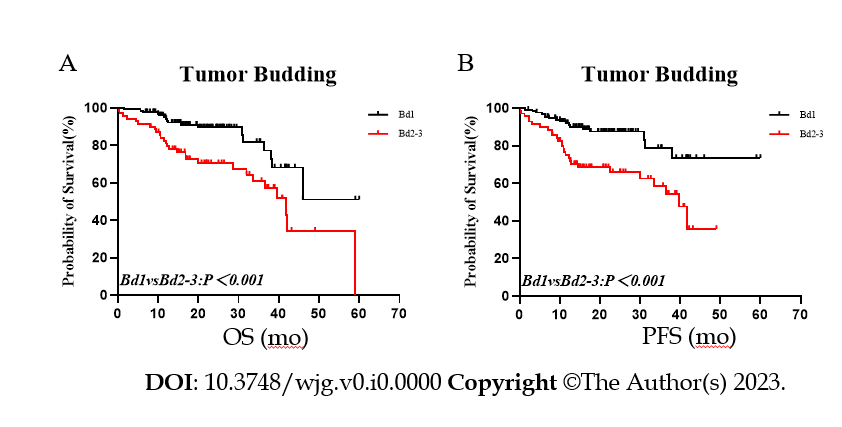 A
Tumor Budding
Probability of Survival(%)
100
80
60
40
20
0
0 10 20 30 40 50 60 70
Bd1
Bd2-3
Bd1vsBd2-3:P＜0.001
OS (mo)
B
Tumor Budding
Probability of Survival(%)
100
80
60
40
20
0
0 10 20 30 40 50 60 70
Bd1
Bd2-3
Bd1vsBd2-3:P＜0.001
PFS (mo)
DOI: 10.3748/wjg.v0.i0.0000 Copyright ©The Author(s) 2023.